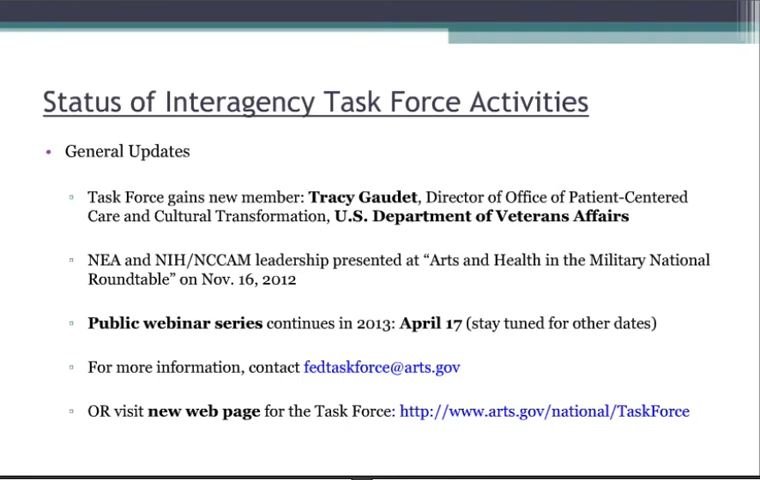 Status of Interagency Task Force Activities
• General Updates
▫ Task Force gains new member: Tracy Gaudet, Director of Office of Patient-Centered
Care and Cultural Transformation, U.S. Department of Veterans Affairs
▫ NEA and NIH/NCCAM leadership presented at “Arts and Health in the Military National
Roundtable” on Nov. 16, 2012
▫ Public webinar series continues in 2013: April 17 (stay tuned for other dates)
▫ For more information, contact fedtaskforce@arts.gov
▫ OR visit new web page for the Task Force: http://www.arts.gov/national/TaskForce